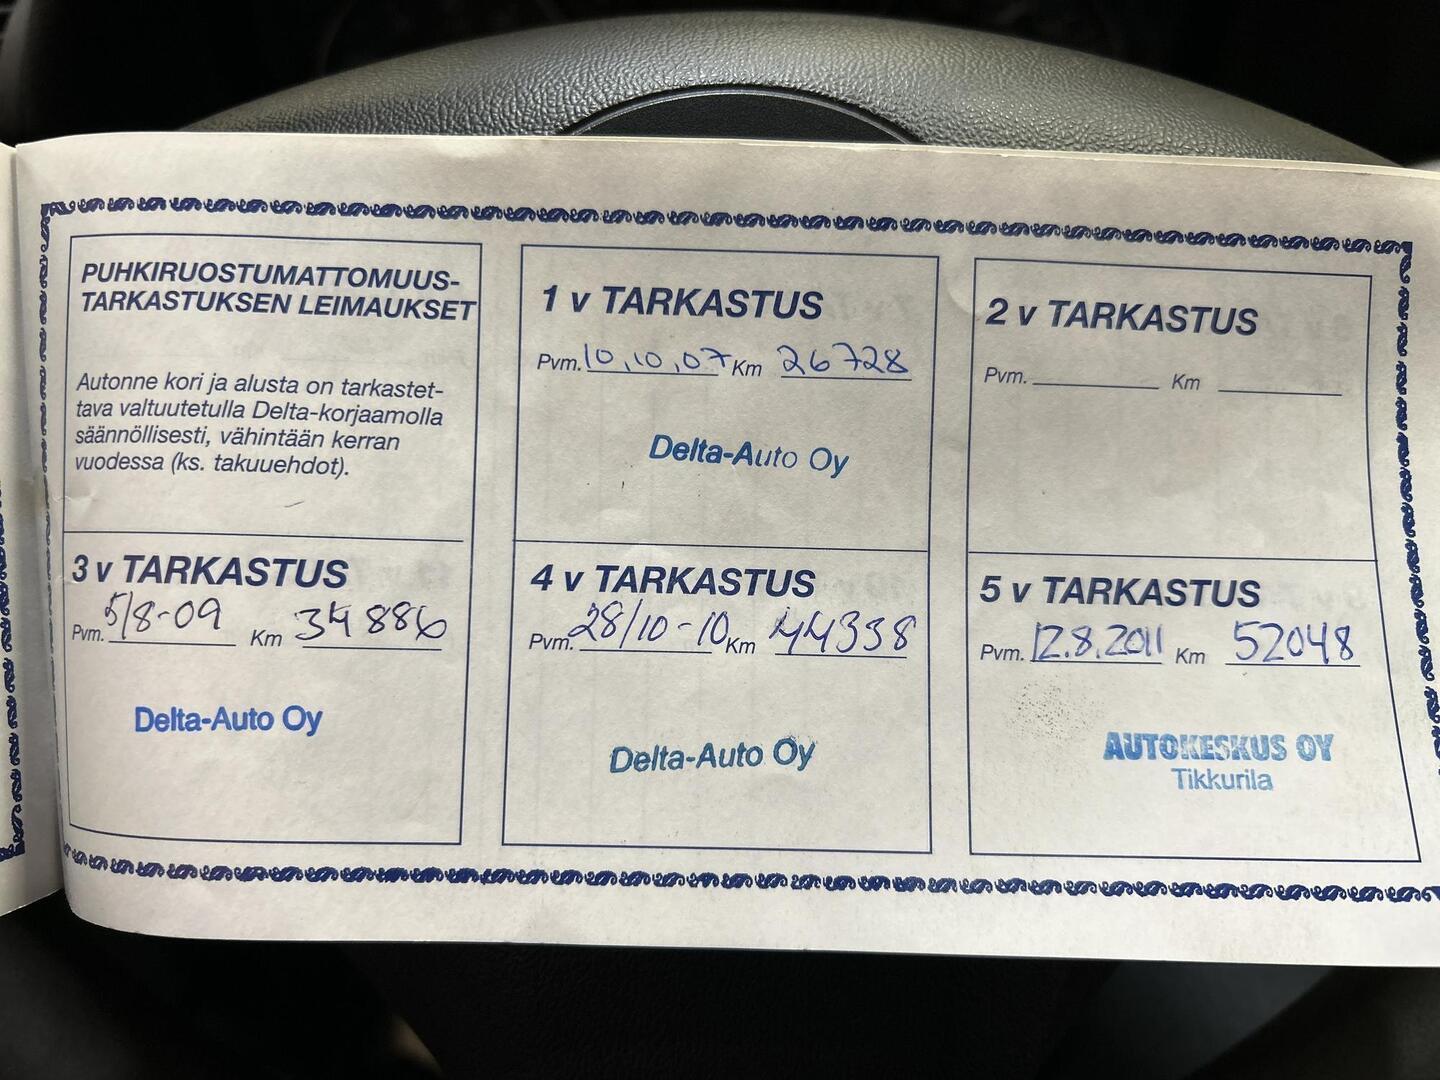 PUHKIRUOSTUMATTOMUUS-
TARKASTUKSEN LEIMAUKSET
Autonne kori ja alusta on tarkastet-
tava valtuutetulla Delta-korjaamolla
säännöllisesti, vähintään kerran
vuodessa (ks. takuuehdot).
1 v TARKASTUS
Pvm. 10.10.07 Km 26728
Delta-Auto Oy
2 v TARKASTUS
Pvm. Km
3 v TARKASTUS
Pvm. 5/8-09 Km 34886
Delta-Auto Oy
4 v TARKASTUS
Pvm. 28/10-10 Km 44338
Delta-Auto Oy
5 v TARKASTUS
Pvm. 12.8.2011 Km 52048
AUTOKESKUS OY
Tikkurila